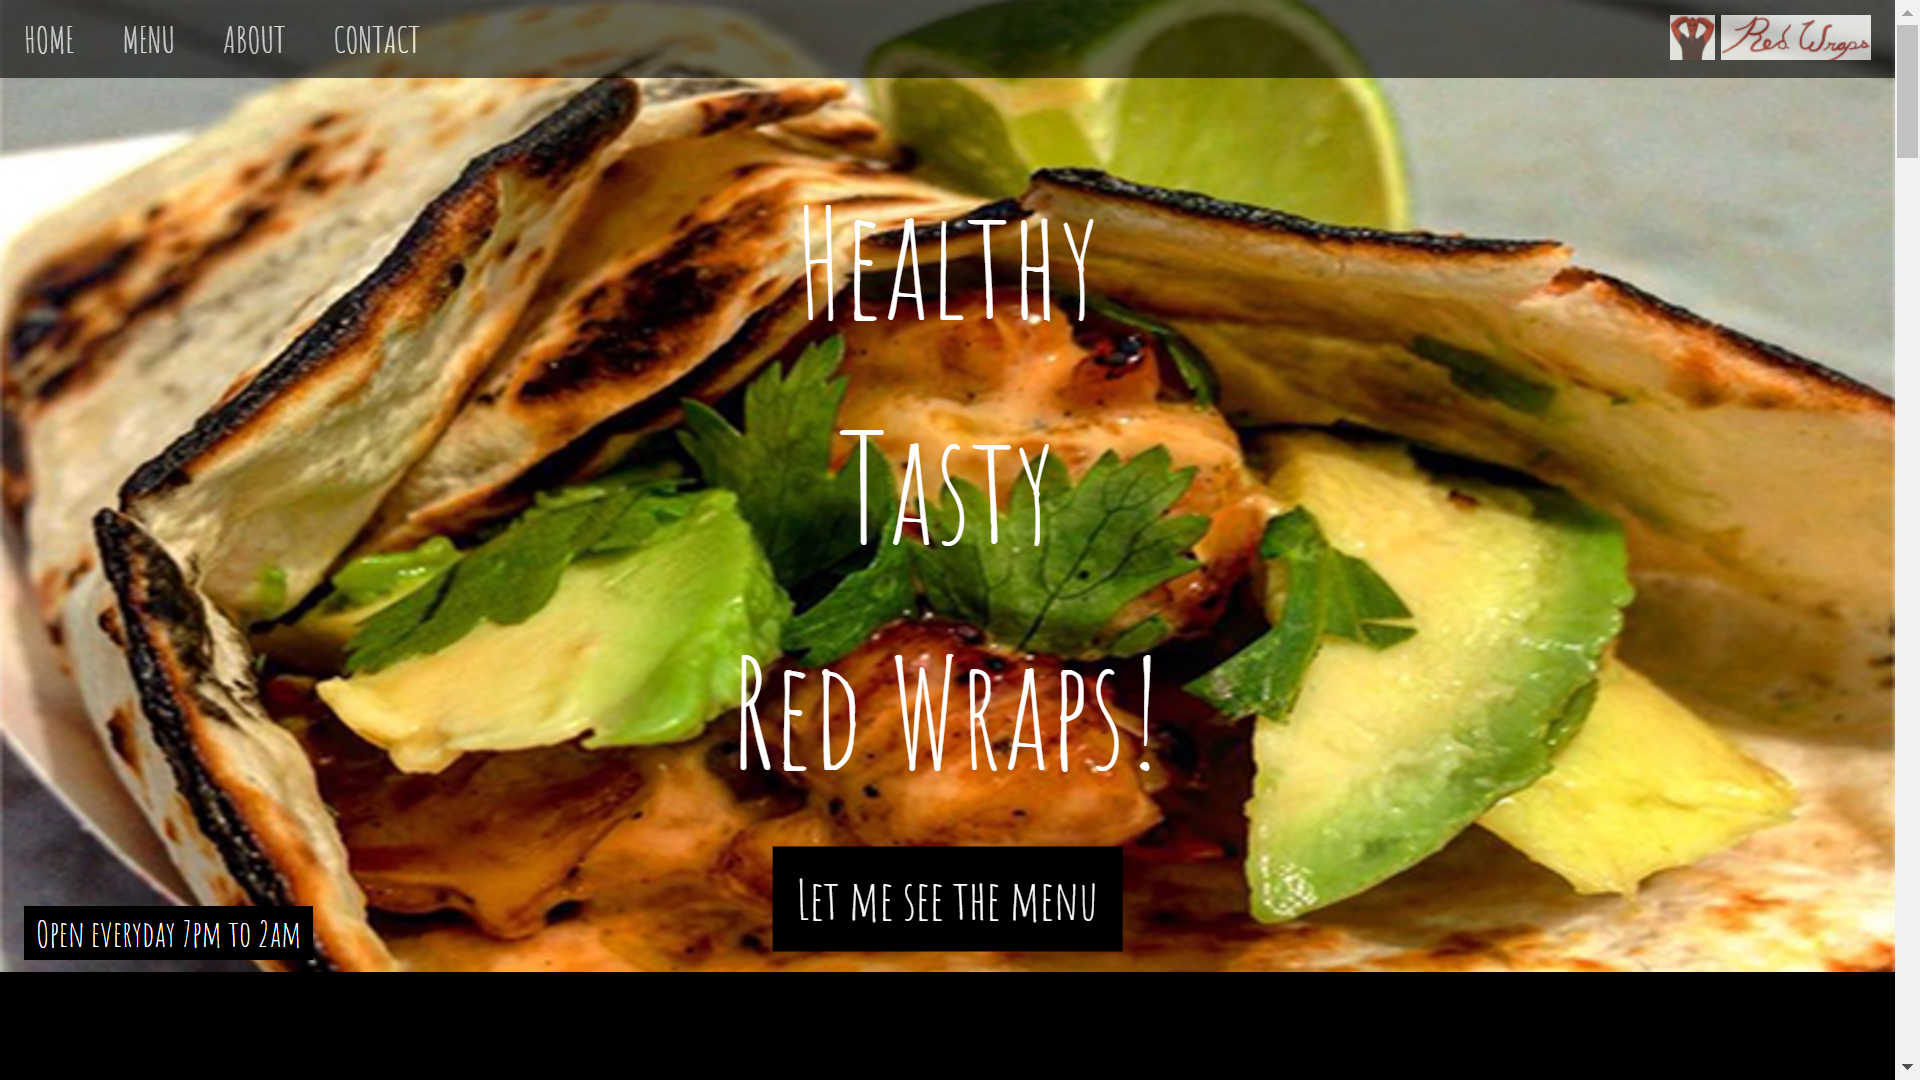 HOME MENU ABOUT CONTACT Red Wraps
Healthy
Tasty
Red Wraps!
Let me see the menu
Open everyday 7pm to 2am